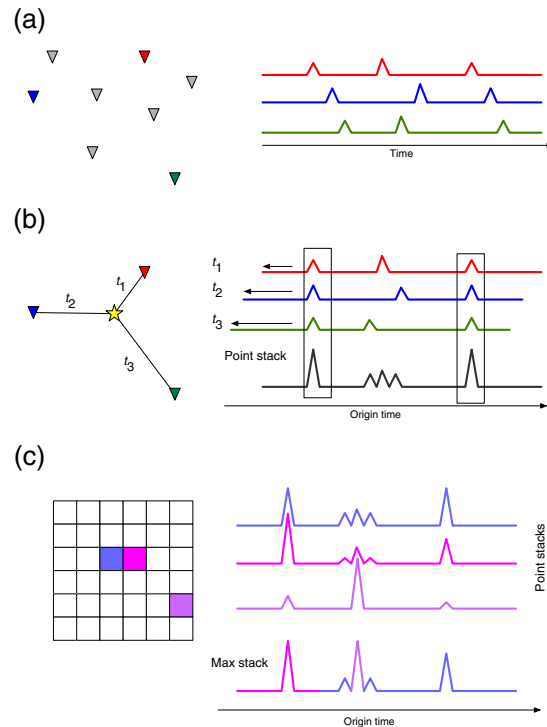 (a)
Time
(b)
t1
t2
t3
t1
t2
t3
Point stack
Origin time
(c)
Point stacks
Max stack
Origin time